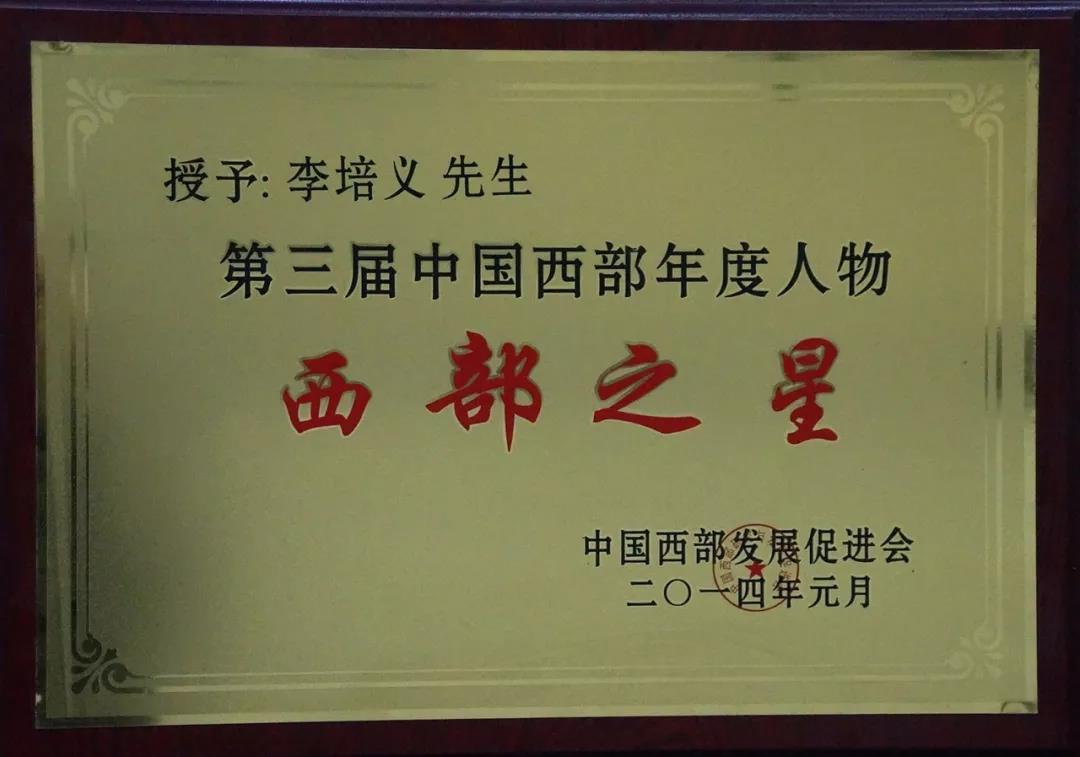 授予: 李培义 先生
第三届中国西部年度人物
西部之星
中国西部发展促进会
二〇一四年元月